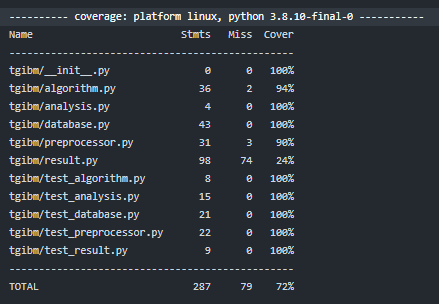 ----------- coverage: platform linux, python 3.8.10-final-0 -----------
Name                         Stmts   Miss  Cover
------------------------------------------------
tgibm/__init__.py                0      0   100%
tgibm/algorithm.py              36      2    94%
tgibm/analysis.py                4      0   100%
tgibm/database.py               43      0   100%
tgibm/preprocessor.py           31      3    90%
tgibm/result.py                 98     74    24%
tgibm/test_algorithm.py          8      0   100%
tgibm/test_analysis.py          15      0   100%
tgibm/test_database.py          21      0   100%
tgibm/test_preprocessor.py      22      0   100%
tgibm/test_result.py             9      0   100%
------------------------------------------------
TOTAL                          287     79    72%